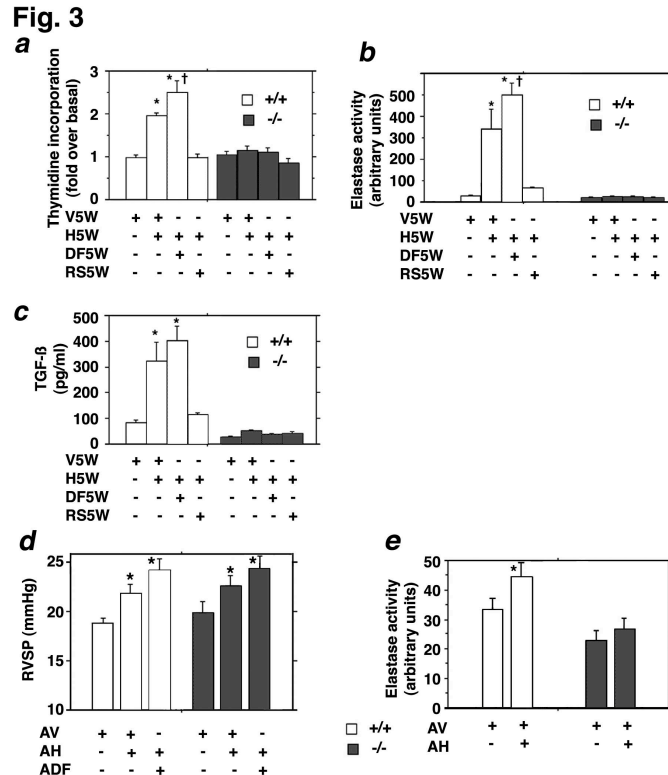 Fig. 3
a
Thymidine incorporation
(fold over basal)
3
2
1
0
* * †
+/+
-/-
V5W + + - - + + - -
H5W - + + + - + + +
DF5W - - + - - - + -
RS5W - - - + - - - +
b
Elastase activity
(arbitrary units)
500
400
300
200
100
0
* * †
+/+
-/-
V5W + + - - + + - -
H5W - + + + - + + +
DF5W - - + - - - + -
RS5W - - - + - - - +
c
TGF-ß
(pg/ml)
500
400
300
200
100
0
* *
+/+
-/-
V5W + + - - + + - -
H5W - + + + - + + +
DF5W - - + - - - + -
RS5W - - - + - - - +
d
RVSP (mmHg)
25
20
15
10
* * * *
AV + + - + + -
AH - + + - + +
ADF - - + - - +
e
Elastase activity
(arbitrary units)
50
40
30
20
10
0
*
+/+
-/-
AV + + + +
AH - + - +